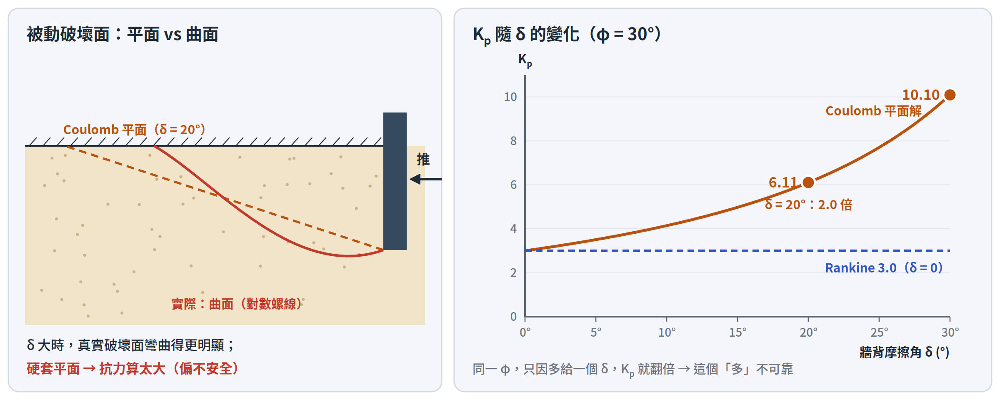 被動破壞面：平面 vs 曲面
Coulomb 平面（δ = 20°）
推
實際：曲面（對數螺線）
δ 大時，真實破壞面彎曲得更明顯；
硬套平面 → 抗力算太大（偏不安全）
Kp 隨 δ 的變化（φ = 30°）
Kp
10
8
6
4
2
0
10.10
Coulomb 平面解
6.11
δ = 20°：2.0 倍
Rankine 3.0（δ = 0）
0° 5° 10° 15° 20° 25° 30°
牆背摩擦角 δ (°)
同一 φ，只因多給一個 δ，Kp 就翻倍 → 這個「多」不可靠